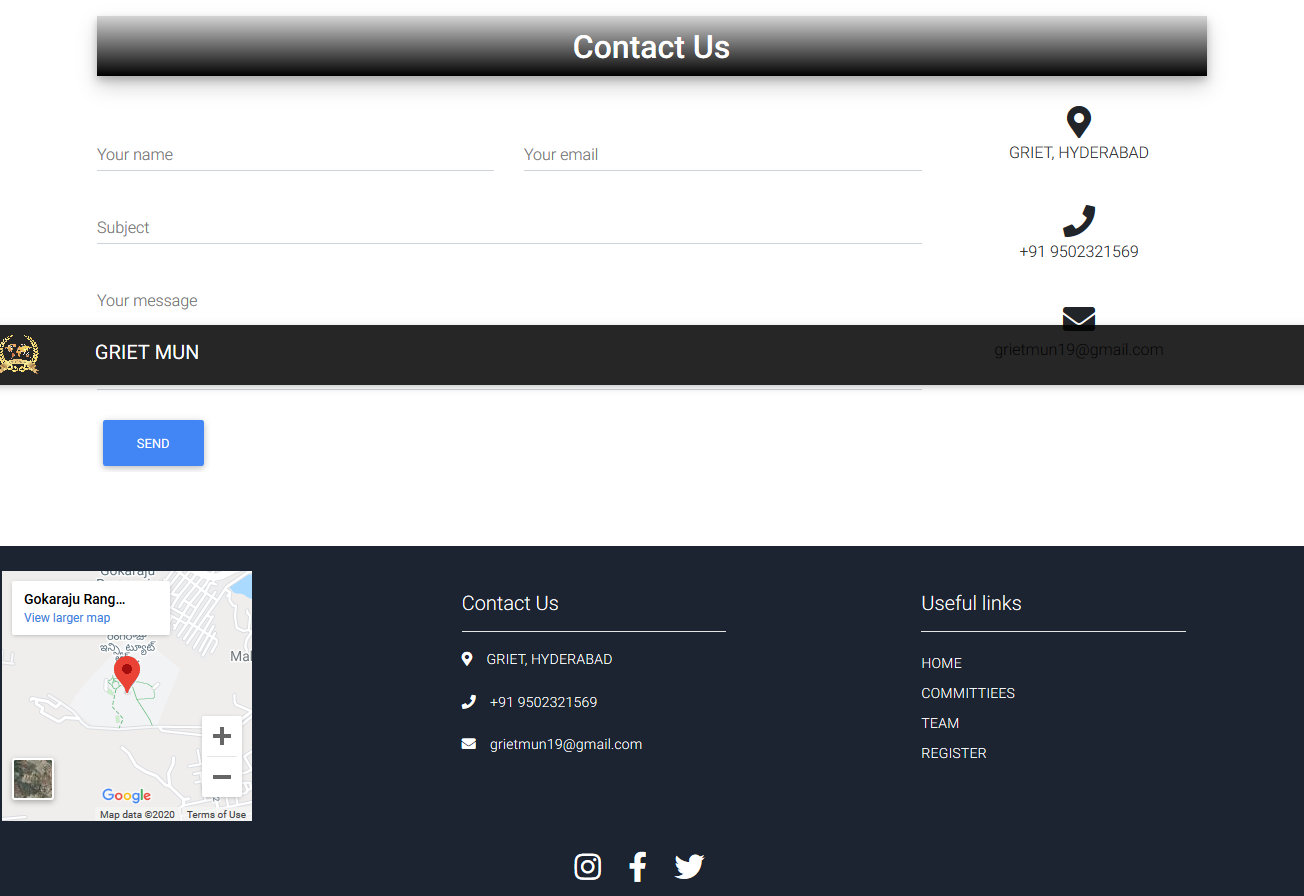 Contact Us
Your name
Your email
GRIET, HYDERABAD
Subject
+91 9502321569
Your message
GRIET MUN
grietmun19@gmail.com
SEND
Gokaraju Rang...
View larger map
ఇన్స్టిట్యూట్
Contact Us
GRIET, HYDERABAD
+91 9502321569
grietmun19@gmail.com
Useful links
HOME
COMMITTIEES
TEAM
REGISTER
Google
Map data ©2020
Terms of Use